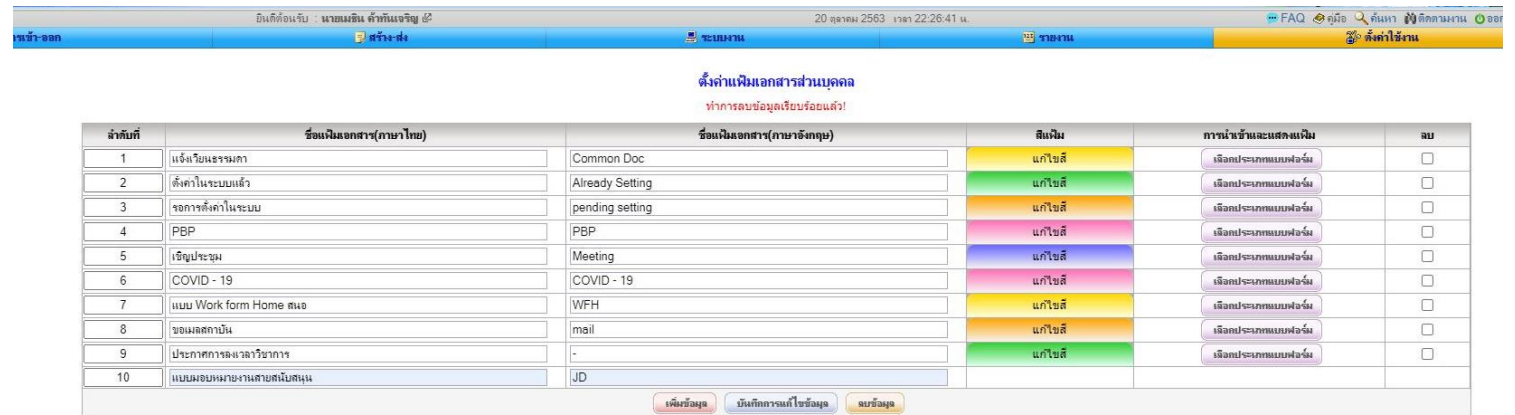 ยินดีต้อนรับ : นายเมธิน ค้าทันเจริญ 20 ตุลาคม 2563 เวลา 22:26:41 น. FAQ คู่มือ ค้นหา ติดตามงาน ออก
รเข้า-ออก สร้าง-ส่ง ระบบงาน รายงาน ตั้งค่าใช้งาน
ตั้งค่าแฟ้มเอกสารส่วนบุคคล
ทำการลบข้อมูลเรียบร้อยแล้ว!
ลำดับที่ ชื่อแฟ้มเอกสาร(ภาษาไทย) ชื่อแฟ้มเอกสาร(ภาษาอังกฤษ) สีแฟ้ม การนำเข้าและแสดงแฟ้ม ลบ
1 แจ้งเวียนธรรมดา Common Doc แก้ไขสี เลือกประเภทแบบฟอร์ม
2 ตั้งค่าในระบบแล้ว Already Setting แก้ไขสี เลือกประเภทแบบฟอร์ม
3 รอการตั้งค่าในระบบ pending setting แก้ไขสี เลือกประเภทแบบฟอร์ม
4 PBP PBP แก้ไขสี เลือกประเภทแบบฟอร์ม
5 เชิญประชุม Meeting แก้ไขสี เลือกประเภทแบบฟอร์ม
6 COVID - 19 COVID - 19 แก้ไขสี เลือกประเภทแบบฟอร์ม
7 แบบ Work form Home สนอ WFH แก้ไขสี เลือกประเภทแบบฟอร์ม
8 ขอเมลสถาบัน mail แก้ไขสี เลือกประเภทแบบฟอร์ม
9 ประกาศการลงเวลาวิชาการ - แก้ไขสี เลือกประเภทแบบฟอร์ม
10 แบบมอบหมายงานสายสนับสนุน JD
เพิ่มข้อมูล บันทึกการแก้ไขข้อมูล ลบข้อมูล